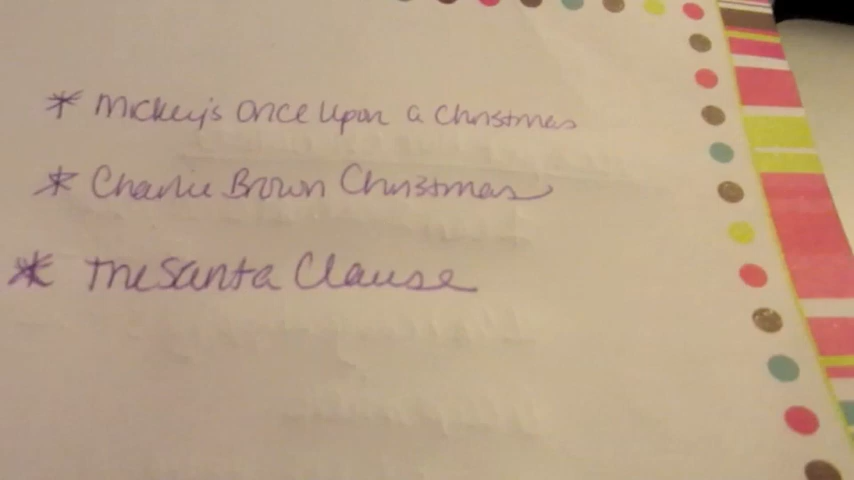 * Mickey's Once Upon a Christmas
* Charlie Brown Christmas
* The Santa Clause